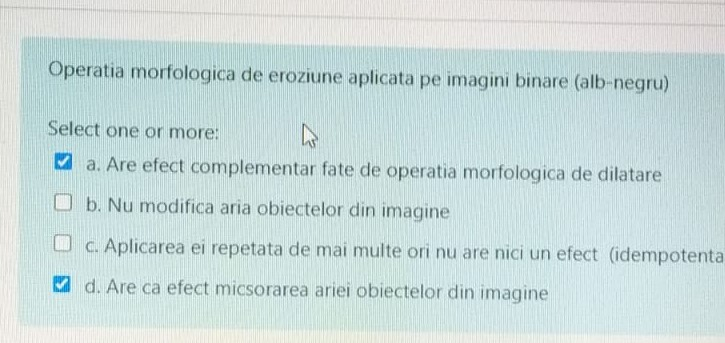 Operatia morfologica de eroziune aplicata pe imagini binare (alb-negru)
Select one or more:
a. Are efect complementar fate de operatia morfologica de dilatare
b. Nu modifica aria obiectelor din imagine
c. Aplicarea ei repetata de mai multe ori nu are nici un efect (idempotenta
d. Are ca efect micsorarea ariei obiectelor din imagine